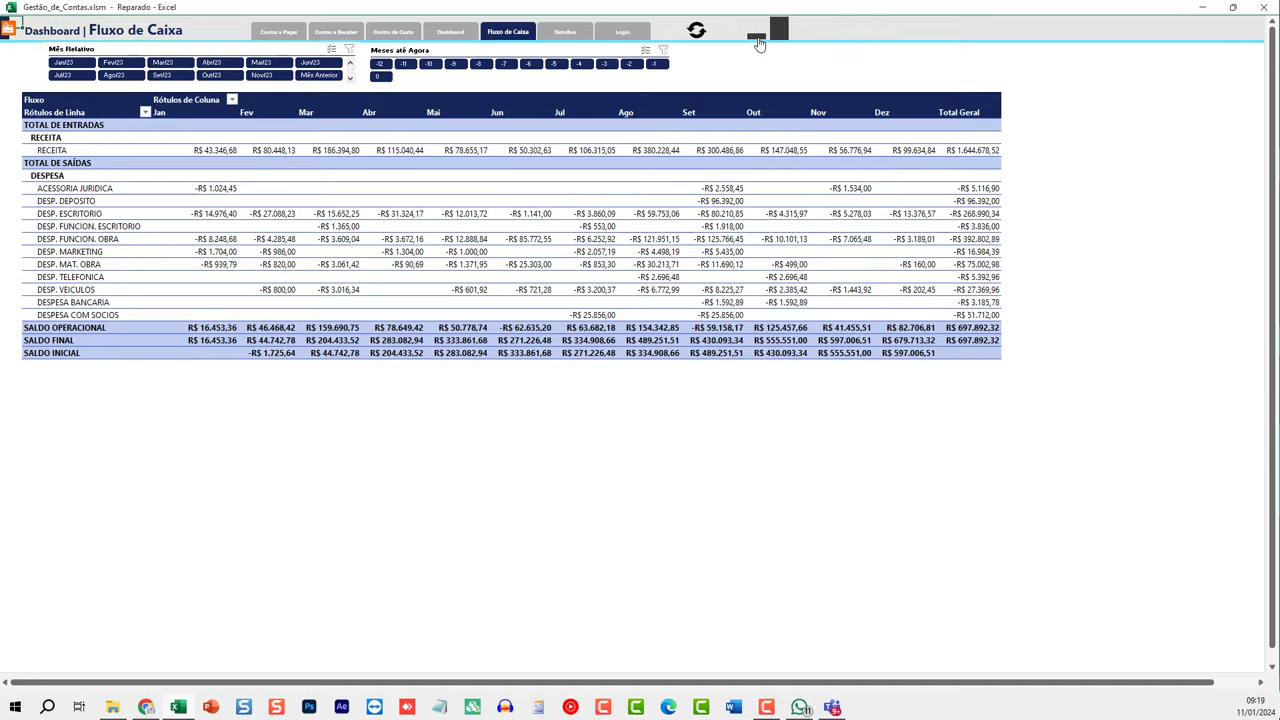 Gestão_de_Contas.xlsm - Reparado - Excel
Dashboard | Fluxo de Caixa
Contas a Pagar Contas a Receber Centro de Custo Dashboard Fluxo de Caixa Detalhes Login
Mês Relativo
Jan/23 Fev/23 Mar/23 Abr/23 Mai/23 Jun/23
Jul/23 Ago/23 Set/23 Out/23 Nov/23 Mês Anterior
Meses até Agora
-12 -11 -10 -9 -8 -7 -6 -5 -4 -3 -2 -1
0
Fluxo Rótulos de Coluna
Rótulos de Linha Jan Fev Mar Abr Mai Jun Jul Ago Set Out Nov Dez Total Geral
TOTAL DE ENTRADAS
RECEITA
RECEITA R$ 43.346,68 R$ 80.448,13 R$ 186.394,80 R$ 115.040,44 R$ 78.655,17 R$ 50.302,63 R$ 106.315,05 R$ 380.228,44 R$ 300.486,86 R$ 147.048,55 R$ 56.776,94 R$ 99.634,84 R$ 1.644.678,52
TOTAL DE SAÍDAS
DESPESA
ACESSORIA JURIDICA -R$ 1.024,45 -R$ 2.558,45 -R$ 1.534,00 -R$ 5.116,90
DESP. DEPOSITO -R$ 96.392,00 -R$ 96.392,00
DESP. ESCRITORIO -R$ 14.976,40 -R$ 27.088,23 -R$ 15.652,25 -R$ 31.324,17 -R$ 12.013,72 -R$ 1.141,00 -R$ 3.860,09 -R$ 59.753,06 -R$ 80.210,85 -R$ 4.315,97 -R$ 5.278,03 -R$ 13.376,57 -R$ 268.990,34
DESP. FUNCION. ESCRITORIO -R$ 1.365,00 -R$ 553,00 -R$ 1.918,00 -R$ 3.836,00
DESP. FUNCION. OBRA -R$ 8.248,68 -R$ 4.285,48 -R$ 3.609,04 -R$ 3.672,16 -R$ 12.888,84 -R$ 85.772,55 -R$ 6.252,92 -R$ 121.951,15 -R$ 125.766,45 -R$ 10.101,13 -R$ 7.065,48 -R$ 3.189,01 -R$ 392.802,89
DESP. MARKETING -R$ 1.704,00 -R$ 986,00 -R$ 1.304,00 -R$ 1.000,00 -R$ 2.057,19 -R$ 4.498,19 -R$ 5.435,00 -R$ 16.984,39
DESP. MAT. OBRA -R$ 939,79 -R$ 820,00 -R$ 3.061,42 -R$ 90,69 -R$ 1.371,95 -R$ 25.303,00 -R$ 853,30 -R$ 30.213,71 -R$ 11.690,12 -R$ 499,00 -R$ 160,00 -R$ 75.002,98
DESP. TELEFONICA -R$ 2.696,48 -R$ 2.696,48 -R$ 5.392,96
DESP. VEICULOS -R$ 800,00 -R$ 3.016,34 -R$ 601,92 -R$ 721,28 -R$ 3.200,37 -R$ 6.772,99 -R$ 8.225,27 -R$ 2.385,42 -R$ 1.443,92 -R$ 202,45 -R$ 27.369,96
DESPESA BANCARIA -R$ 1.592,89 -R$ 1.592,89 -R$ 3.185,78
DESPESA COM SOCIOS -R$ 25.856,00 -R$ 25.856,00 -R$ 51.712,00
SALDO OPERACIONAL R$ 16.453,36 R$ 46.468,42 R$ 159.690,75 R$ 78.649,42 R$ 50.778,74 -R$ 62.635,20 R$ 63.682,18 R$ 154.342,85 -R$ 59.158,17 R$ 125.457,66 R$ 41.455,51 R$ 82.706,81 R$ 697.892,32
SALDO FINAL R$ 16.453,36 R$ 44.742,78 R$ 204.433,52 R$ 283.082,94 R$ 333.861,68 R$ 271.226,48 R$ 334.908,66 R$ 489.251,51 R$ 430.093,34 R$ 555.551,00 R$ 597.006,51 R$ 679.713,32 R$ 697.892,32
SALDO INICIAL -R$ 1.725,64 R$ 44.742,78 R$ 204.433,52 R$ 283.082,94 R$ 333.861,68 R$ 271.226,48 R$ 334.908,66 R$ 489.251,51 R$ 430.093,34 R$ 555.551,00 R$ 597.006,51
09:19
11/01/2024